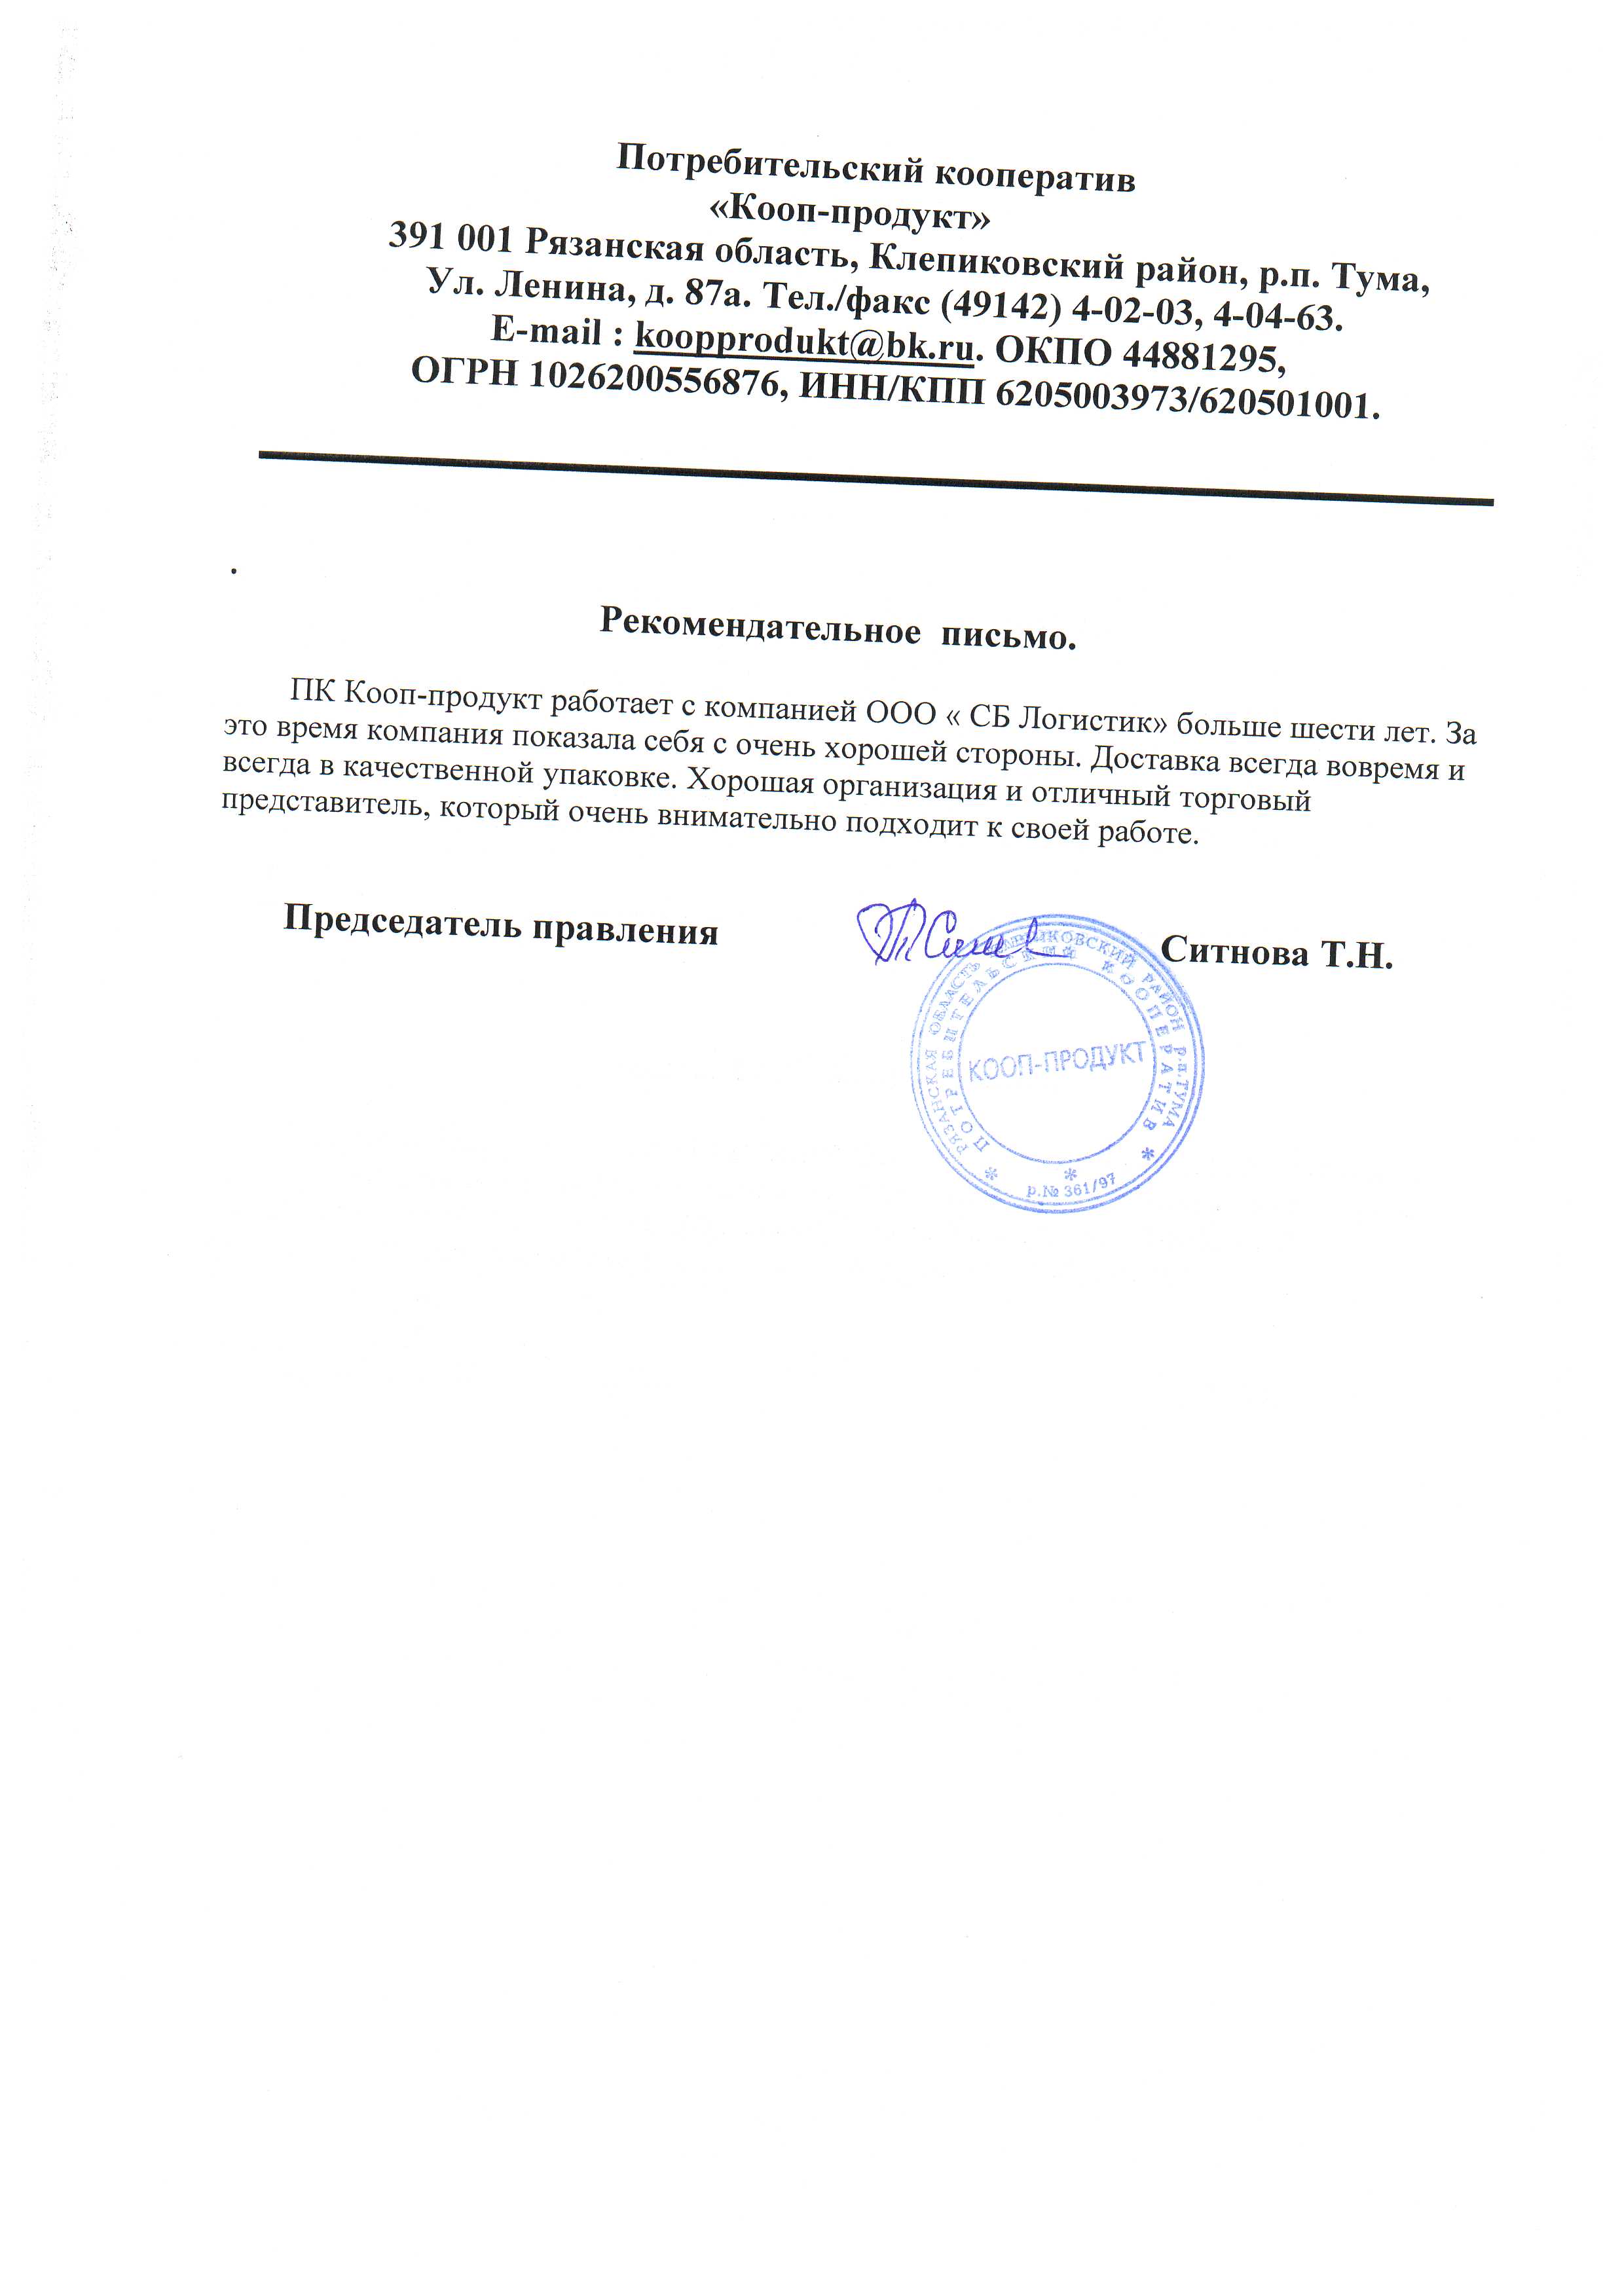 Потребительский кооператив
«Кооп-продукт»
391 001 Рязанская область, Клепиковский район, р.п. Тума,
Ул. Ленина, д. 87а. Тел./факс (49142) 4-02-03, 4-04-63.
E-mail : koopprodukt@bk.ru. ОКПО 44881295,
ОГРН 1026200556876, ИНН/КПП 6205003973/620501001.
.
Рекомендательное письмо.
ПК Кооп-продукт работает с компанией ООО « СБ Логистик» больше шести лет. За
это время компания показала себя с очень хорошей стороны. Доставка всегда вовремя и
всегда в качественной упаковке. Хорошая организация и отличный торговый
представитель, который очень внимательно подходит к своей работе.
Председатель правления
Ситнова Т.Н.
РЯЗАНСКАЯ ОБЛАСТЬ КЛЕПИКОВСКИЙ РАЙОН р.п.ТУМА
* ПОТРЕБИТЕЛЬСКИЙ КООПЕРАТИВ *
КООП-ПРОДУКТ
*
р.№ 361/97